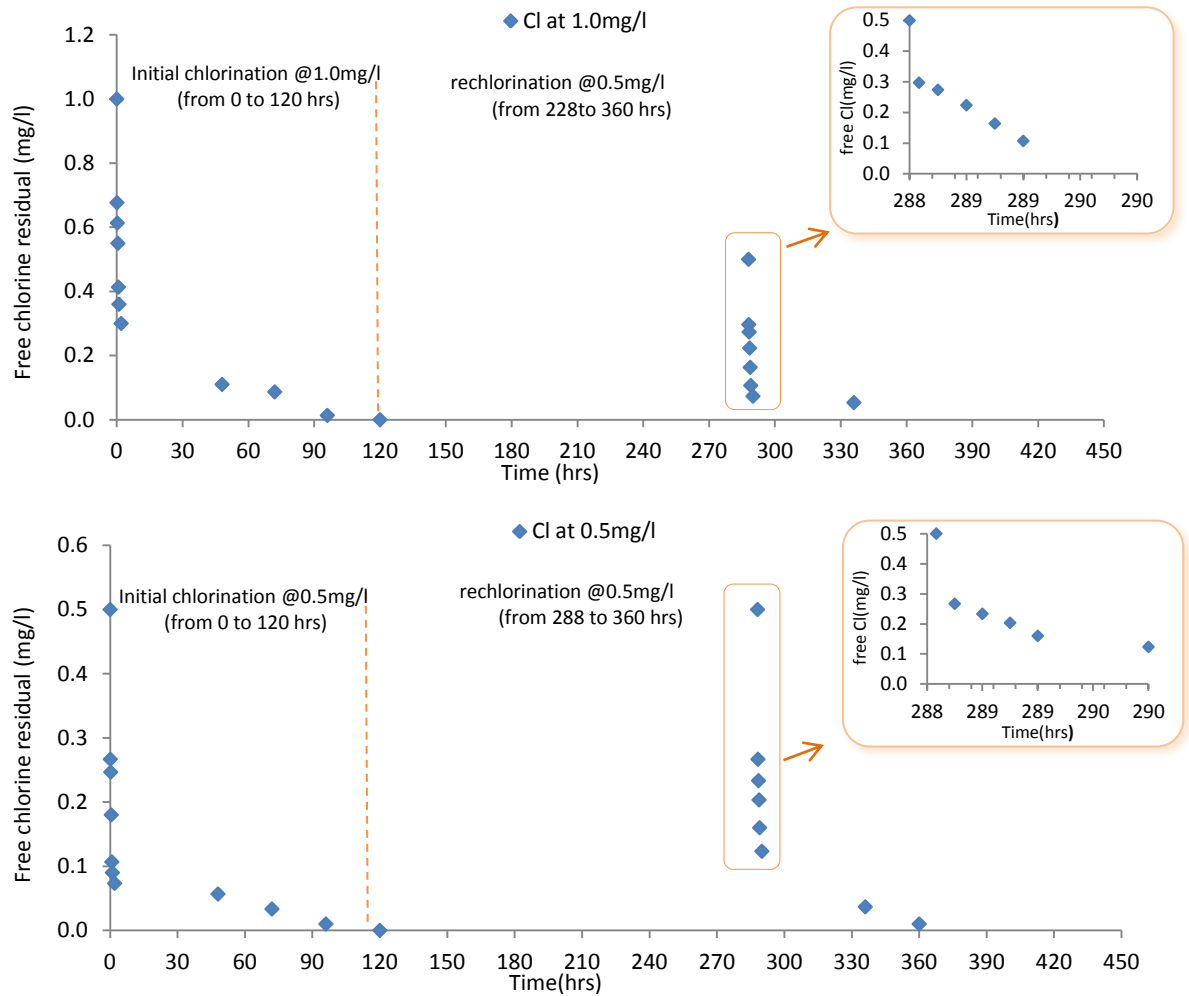 Cl at 1.0mg/l
Free chlorine residual (mg/l)
1.2
1.0
0.8
0.6
0.4
0.2
0.0
Initial chlorination @1.0mg/l
(from 0 to 120 hrs)
rechlorination @0.5mg/l
(from 228to 360 hrs)
0 30 60 90 120 150 180 210 240 270 300 330 360 390 420 450
Time (hrs)
free Cl(mg/l)
0.5
0.4
0.3
0.2
0.1
0.0
288 289 289 290 290
Time(hrs)
Cl at 0.5mg/l
Free chlorine residual (mg/l)
0.6
0.5
0.4
0.3
0.2
0.1
0.0
Initial chlorination @0.5mg/l
(from 0 to 120 hrs)
rechlorination @0.5mg/l
(from 288 to 360 hrs)
0 30 60 90 120 150 180 210 240 270 300 330 360 390 420 450
Time(hrs)
free Cl(mg/l)
0.5
0.4
0.3
0.2
0.1
0.0
288 289 289 290 290
Time(hrs)